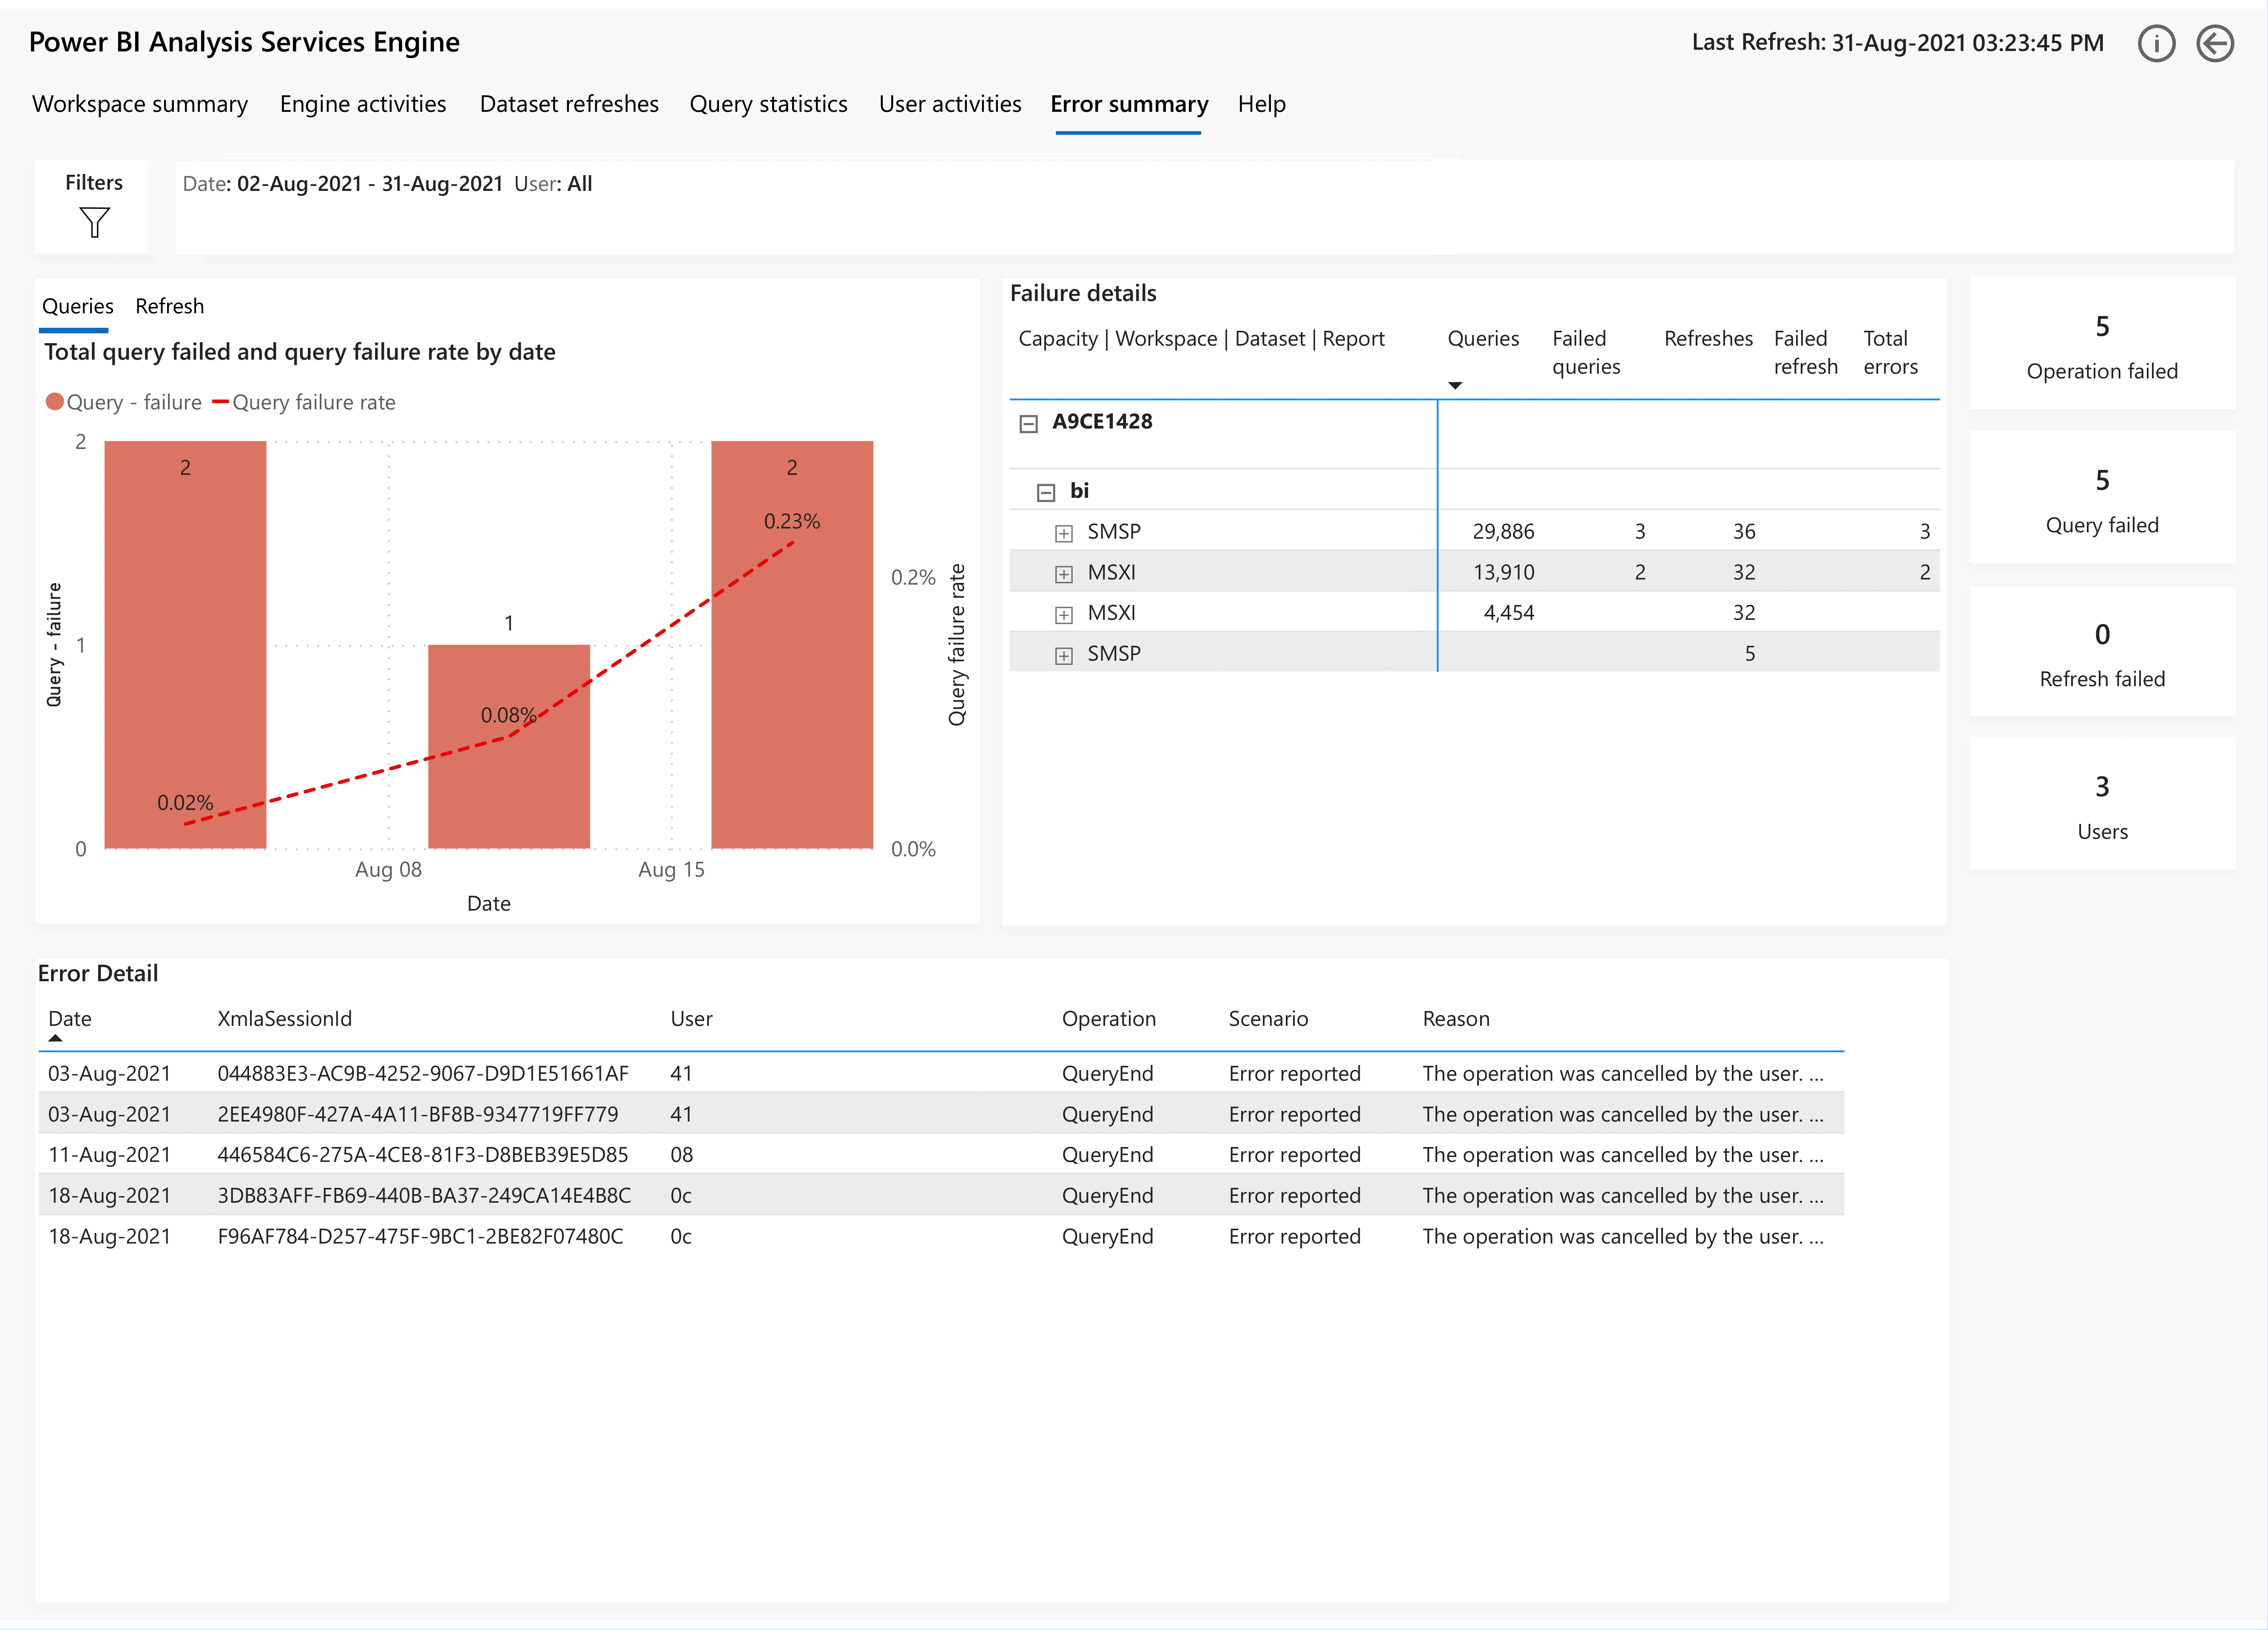 Power BI Analysis Services Engine
Last Refresh: 31-Aug-2021 03:23:45 PM
Workspace summary Engine activities Dataset refreshes Query statistics User activities Error summary Help
Filters
Date: 02-Aug-2021 - 31-Aug-2021 User: All
Queries Refresh
Total query failed and query failure rate by date
Query - failure Query failure rate
2
1
0
Query - failure
2
1
2
0.02%
0.08%
0.23%
0.2%
0.0%
Query failure rate
Aug 08 Aug 15
Date
Failure details
Capacity | Workspace | Dataset | Report Queries Failed queries Refreshes Failed refresh Total errors
A9CE1428
bi
SMSP 29,886 3 36 3
MSXI 13,910 2 32 2
MSXI 4,454 32
SMSP 5
5
Operation failed
5
Query failed
0
Refresh failed
3
Users
Error Detail
Date XmlaSessionId User Operation Scenario Reason
03-Aug-2021 044883E3-AC9B-4252-9067-D9D1E51661AF 41 QueryEnd Error reported The operation was cancelled by the user. ...
03-Aug-2021 2EE4980F-427A-4A11-BF8B-9347719FF779 41 QueryEnd Error reported The operation was cancelled by the user. ...
11-Aug-2021 446584C6-275A-4CE8-81F3-D8BEB39E5D85 08 QueryEnd Error reported The operation was cancelled by the user. ...
18-Aug-2021 3DB83AFF-FB69-440B-BA37-249CA14E4B8C 0c QueryEnd Error reported The operation was cancelled by the user. ...
18-Aug-2021 F96AF784-D257-475F-9BC1-2BE82F07480C 0c QueryEnd Error reported The operation was cancelled by the user. ...